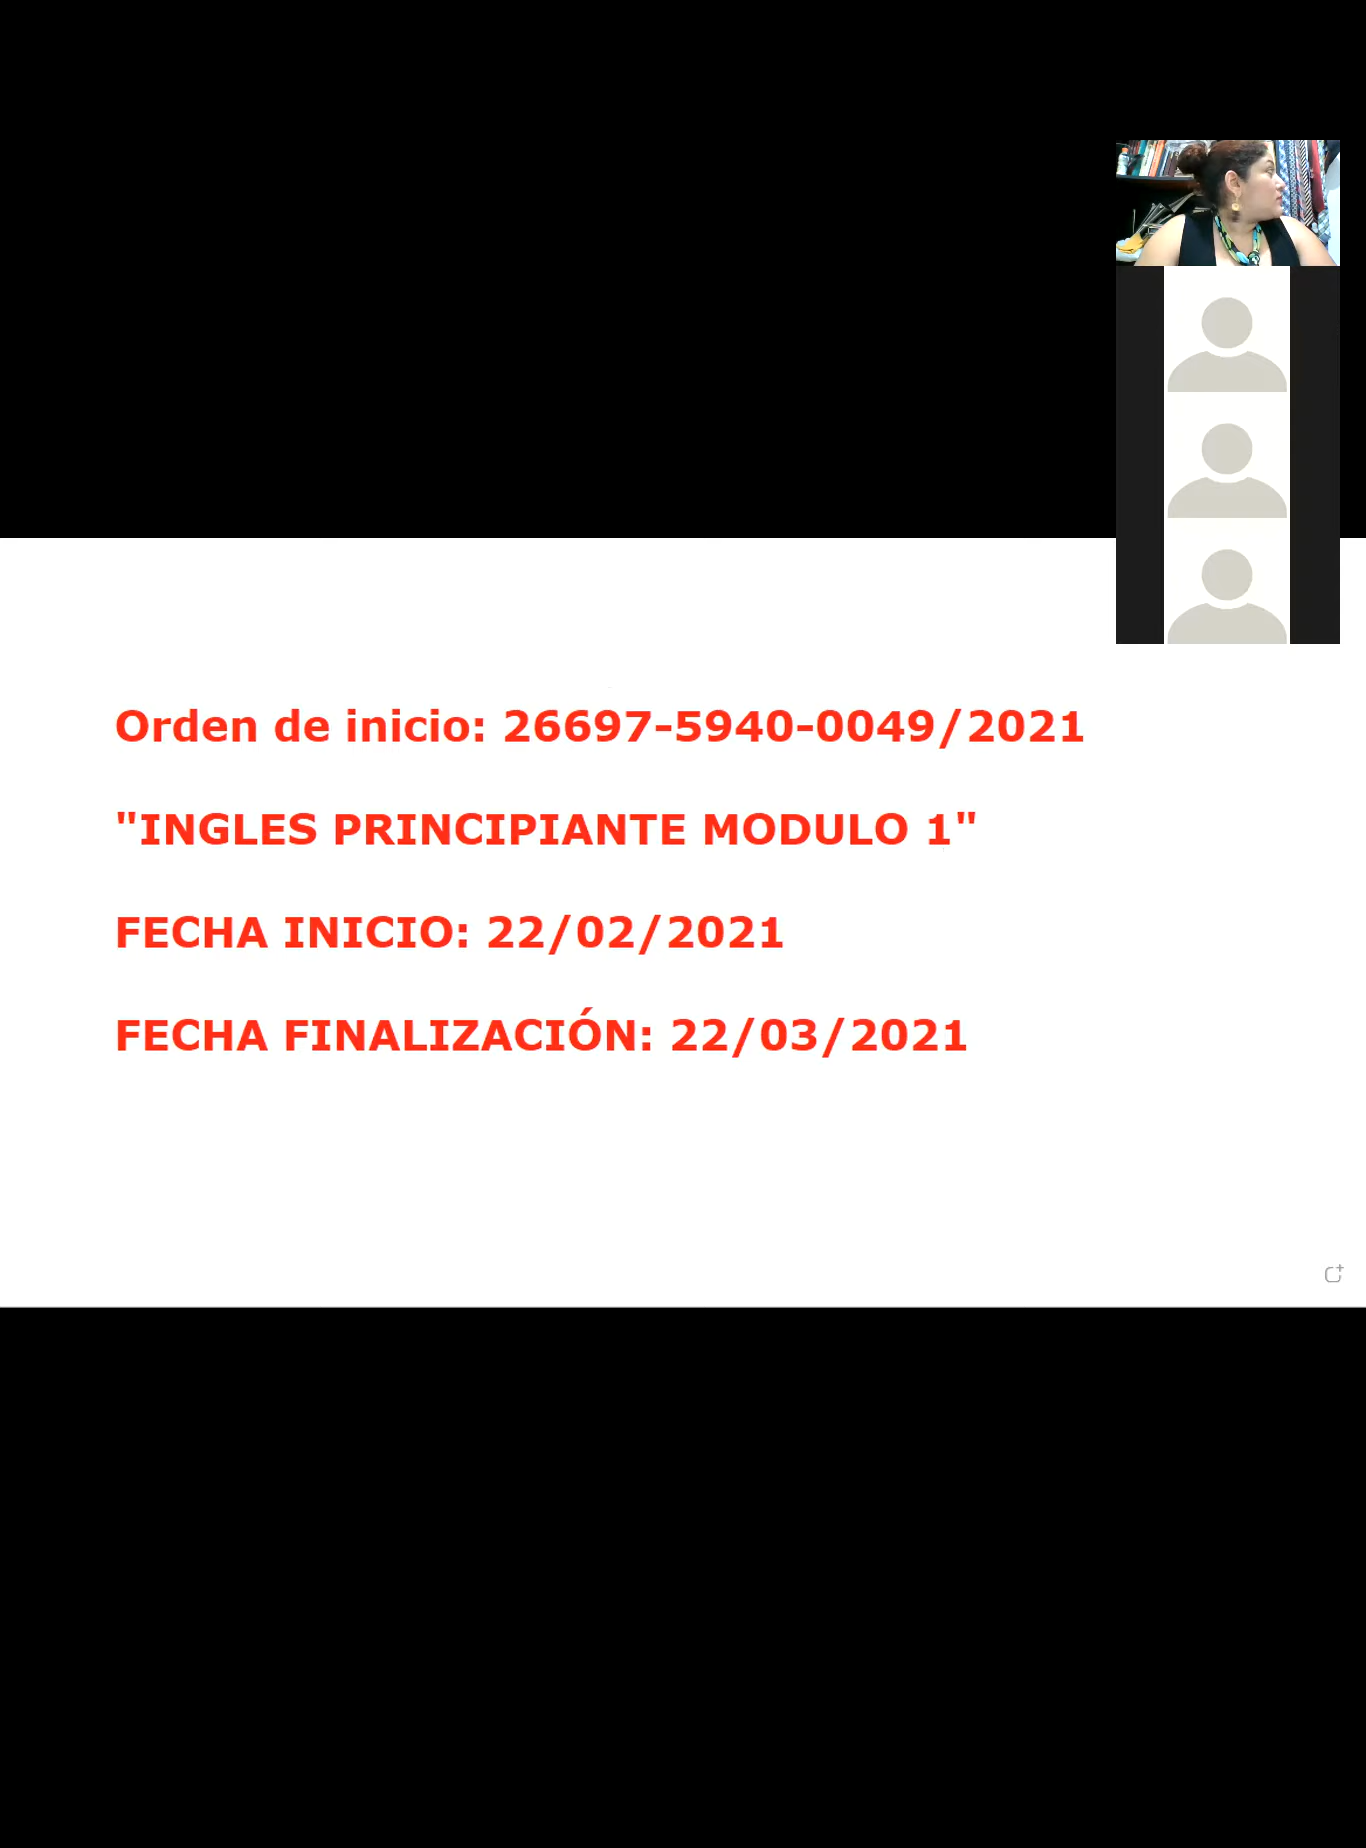 Orden de inicio: 26697-5940-0049/2021
"INGLES PRINCIPIANTE MODULO 1"
FECHA INICIO: 22/02/2021
FECHA FINALIZACIÓN: 22/03/2021